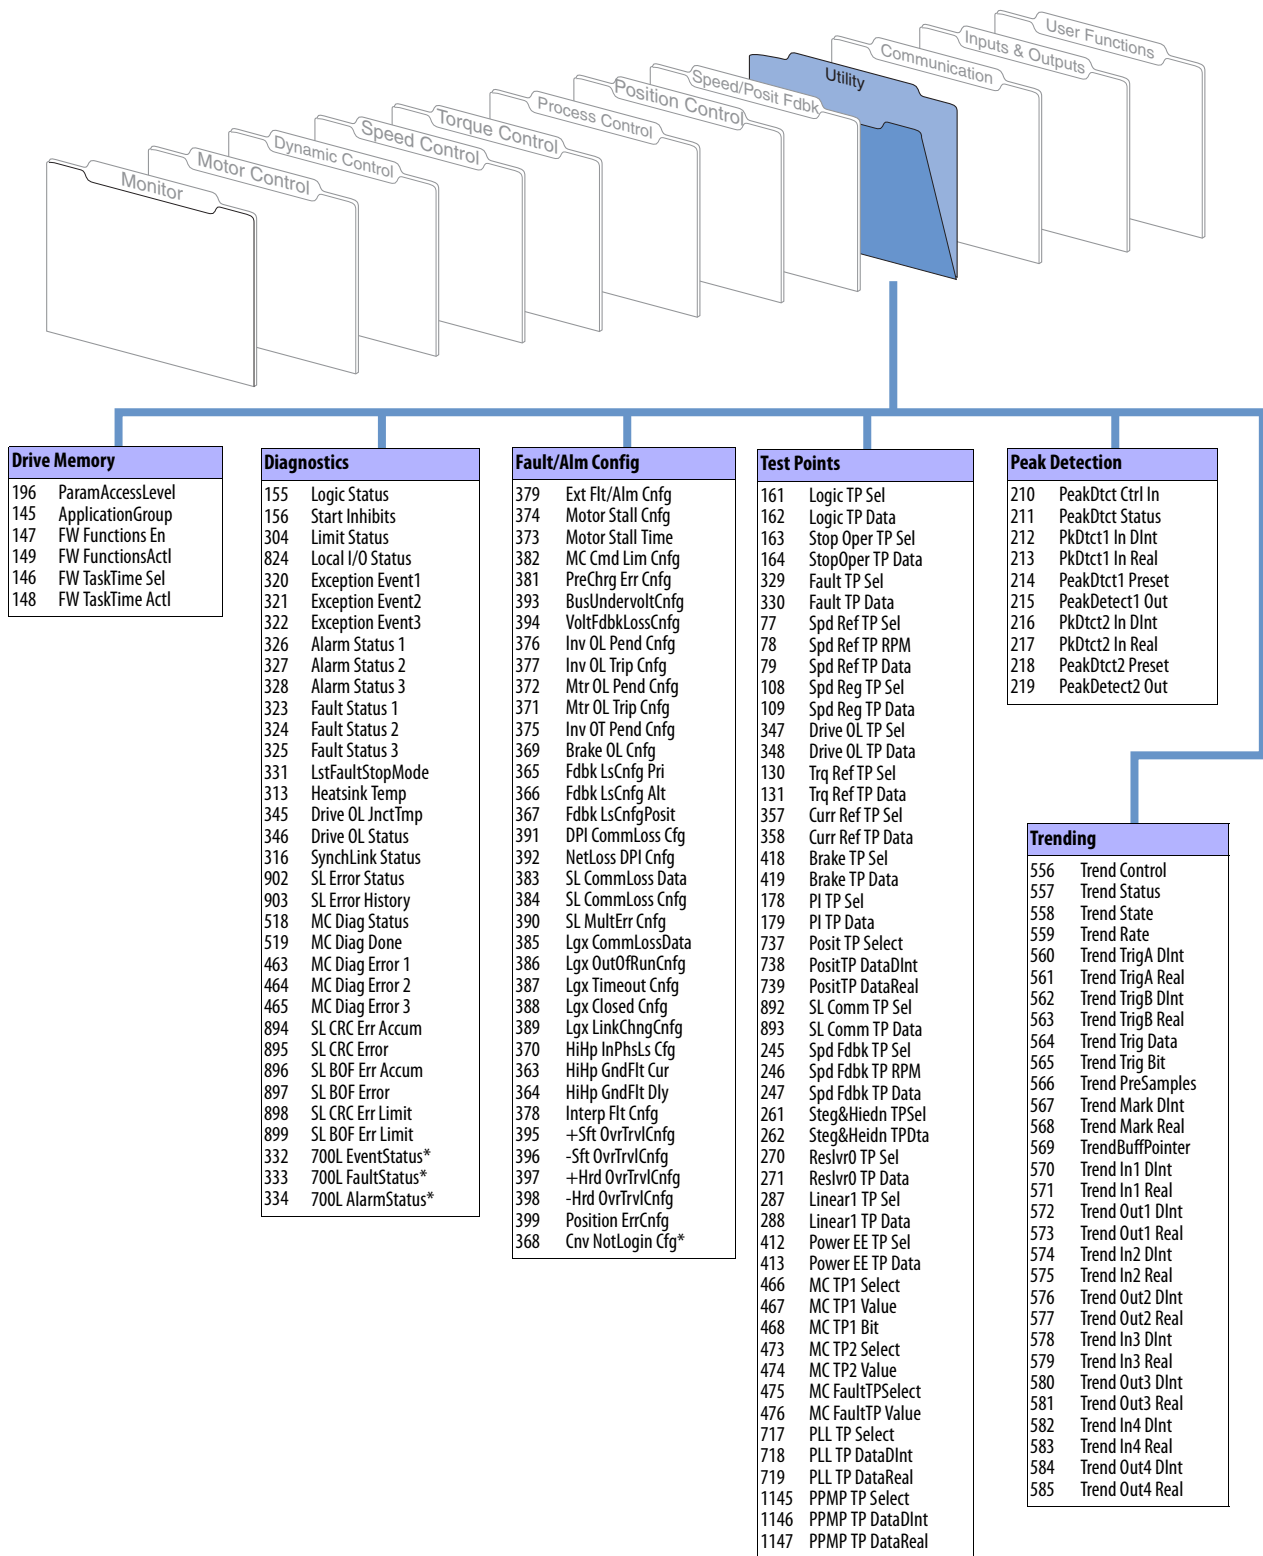 User Functions
Inputs & Outputs
Communication
Utility
Speed/Posit Fdbk
Position Control
Process Control
Torque Control
Speed Control
Dynamic Control
Motor Control
Monitor
Drive Memory
196 ParamAccessLevel
145 ApplicationGroup
147 FW Functions En
149 FW FunctionsActl
146 FW TaskTime Sel
148 FW TaskTime Actl
Diagnostics
155 Logic Status
156 Start Inhibits
304 Limit Status
824 Local I/O Status
320 Exception Event1
321 Exception Event2
322 Exception Event3
326 Alarm Status 1
327 Alarm Status 2
328 Alarm Status 3
323 Fault Status 1
324 Fault Status 2
325 Fault Status 3
331 LstFaultStopMode
313 Heatsink Temp
345 Drive OL JnctTmp
346 Drive OL Status
316 SynchLink Status
902 SL Error Status
903 SL Error History
518 MC Diag Status
519 MC Diag Done
463 MC Diag Error 1
464 MC Diag Error 2
465 MC Diag Error 3
894 SL CRC Err Accum
895 SL CRC Error
896 SL BOF Err Accum
897 SL BOF Error
898 SL CRC Err Limit
899 SL BOF Err Limit
332 700L EventStatus*
333 700L FaultStatus*
334 700L AlarmStatus*
Fault/Alm Config
379 Ext Flt/Alm Cnfg
374 Motor Stall Cnfg
373 Motor Stall Time
382 MC Cmd Lim Cnfg
381 PreChrg Err Cnfg
393 BusUndervoltCnfg
394 VoltFdbkLossCnfg
376 Inv OL Pend Cnfg
377 Inv OL Trip Cnfg
372 Mtr OL Pend Cnfg
371 Mtr OL Trip Cnfg
375 Inv OT Pend Cnfg
369 Brake OL Cnfg
365 Fdbk LsCnfg Pri
366 Fdbk LsCnfg Alt
367 Fdbk LsCnfgPosit
391 DPI CommLoss Cfg
392 NetLoss DPI Cnfg
383 SL CommLoss Data
384 SL CommLoss Cnfg
390 SL MultErr Cnfg
385 Lgx CommLossData
386 Lgx OutOfRunCnfg
387 Lgx Timeout Cnfg
388 Lgx Closed Cnfg
389 Lgx LinkChngCnfg
370 HiHp InPhsLs Cfg
363 HiHp GndFlt Cur
364 HiHp GndFlt Dly
378 Interp Flt Cnfg
395 +Sft OvrTrvlCnfg
396 -Sft OvrTrvlCnfg
397 +Hrd OvrTrvlCnfg
398 -Hrd OvrTrvlCnfg
399 Position ErrCnfg
368 Cnv NotLogin Cfg*
Test Points
161 Logic TP Sel
162 Logic TP Data
163 Stop Oper TP Sel
164 StopOper TP Data
329 Fault TP Sel
330 Fault TP Data
77 Spd Ref TP Sel
78 Spd Ref TP RPM
79 Spd Ref TP Data
108 Spd Reg TP Sel
109 Spd Reg TP Data
347 Drive OL TP Sel
348 Drive OL TP Data
130 Trq Ref TP Sel
131 Trq Ref TP Data
357 Curr Ref TP Sel
358 Curr Ref TP Data
418 Brake TP Sel
419 Brake TP Data
178 PI TP Sel
179 PI TP Data
737 Posit TP Select
738 PositTP DataDInt
739 PositTP DataReal
892 SL Comm TP Sel
893 SL Comm TP Data
245 Spd Fdbk TP Sel
246 Spd Fdbk TP RPM
247 Spd Fdbk TP Data
261 Steg&Hiedn TPSel
262 Steg&Heidn TPDta
270 Reslvr0 TP Sel
271 Reslvr0 TP Data
287 Linear1 TP Sel
288 Linear1 TP Data
412 Power EE TP Sel
413 Power EE TP Data
466 MC TP1 Select
467 MC TP1 Value
468 MC TP1 Bit
473 MC TP2 Select
474 MC TP2 Value
475 MC FaultTPSelect
476 MC FaultTP Value
717 PLL TP Select
718 PLL TP DataDInt
719 PLL TP DataReal
1145 PPMP TP Select
1146 PPMP TP DataDInt
1147 PPMP TP DataReal
Peak Detection
210 PeakDtct Ctrl In
211 PeakDtct Status
212 PkDtct1 In DInt
213 PkDtct1 In Real
214 PeakDtct1 Preset
215 PeakDetect1 Out
216 PkDtct2 In DInt
217 PkDtct2 In Real
218 PeakDtct2 Preset
219 PeakDetect2 Out
Trending
556 Trend Control
557 Trend Status
558 Trend State
559 Trend Rate
560 Trend TrigA DInt
561 Trend TrigA Real
562 Trend TrigB DInt
563 Trend TrigB Real
564 Trend Trig Data
565 Trend Trig Bit
566 Trend PreSamples
567 Trend Mark DInt
568 Trend Mark Real
569 TrendBuffPointer
570 Trend In1 DInt
571 Trend In1 Real
572 Trend Out1 DInt
573 Trend Out1 Real
574 Trend In2 DInt
575 Trend In2 Real
576 Trend Out2 DInt
577 Trend Out2 Real
578 Trend In3 DInt
579 Trend In3 Real
580 Trend Out3 DInt
581 Trend Out3 Real
582 Trend In4 DInt
583 Trend In4 Real
584 Trend Out4 DInt
585 Trend Out4 Real